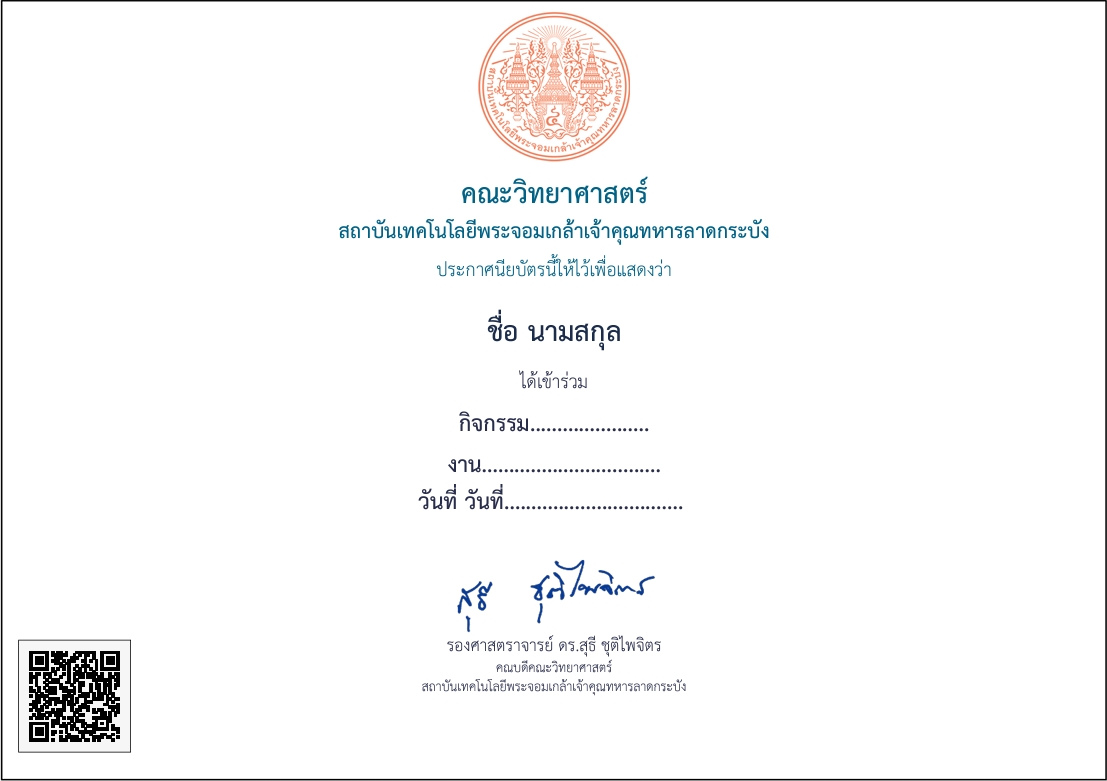 สถาบันเทคโนโลยีพระจอมเกล้าเจ้าคุณทหารลาดกระบัง
๔
คณะวิทยาศาสตร์
สถาบันเทคโนโลยีพระจอมเกล้าเจ้าคุณทหารลาดกระบัง
ประกาศนียบัตรนี้ให้ไว้เพื่อแสดงว่า
ชื่อ นามสกุล
ได้เข้าร่วม
กิจกรรม......................
งาน.................................
วันที่ วันที่.................................
สุธี ชุติไพจิตร
รองศาสตราจารย์ ดร.สุธี ชุติไพจิตร
คณบดีคณะวิทยาศาสตร์
สถาบันเทคโนโลยีพระจอมเกล้าเจ้าคุณทหารลาดกระบัง